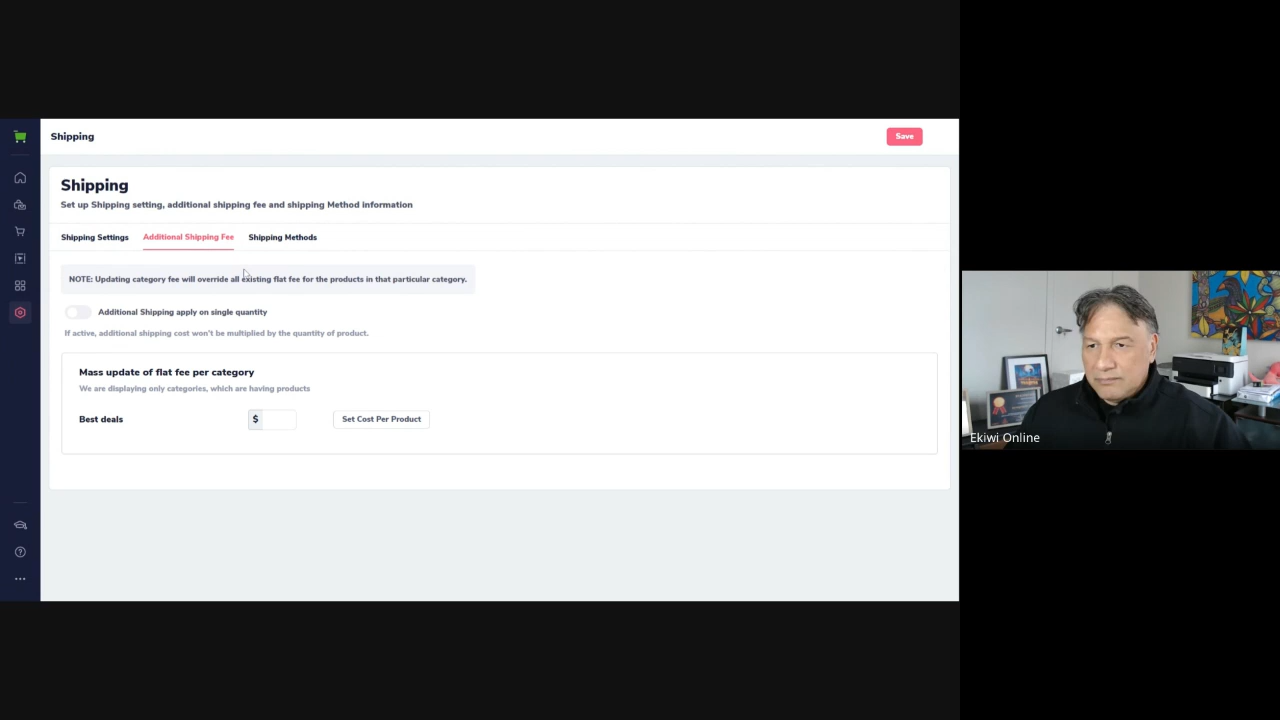 Shipping
Save
Shipping
Set up Shipping setting, additional shipping fee and shipping Method information
Shipping Settings
Additional Shipping Fee
Shipping Methods
NOTE: Updating category fee will override all existing flat fee for the products in that particular category.
Additional Shipping apply on single quantity
If active, additional shipping cost won't be multiplied by the quantity of product.
Mass update of flat fee per category
We are displaying only categories, which are having products
Best deals
$
Set Cost Per Product
Ekiwi Online